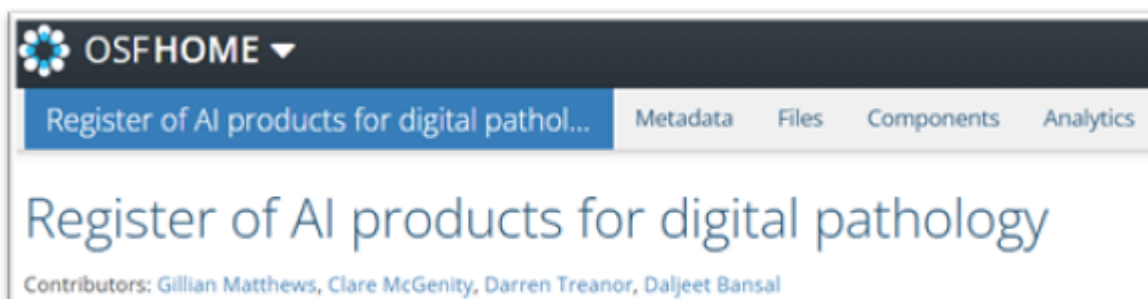 OSFHOME
Register of AI products for digital pathol... Metadata Files Components Analytics
Register of AI products for digital pathology
Contributors: Gillian Matthews, Clare McGenity, Darren Treanor, Daljeet Bansal